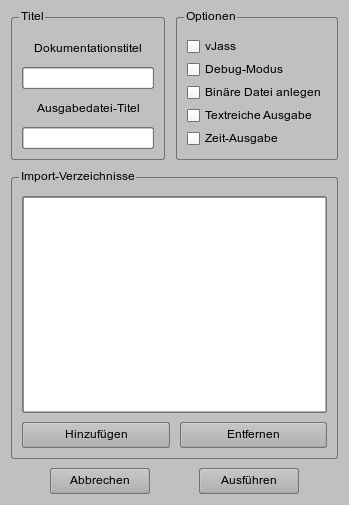 Titel
Dokumentationstitel
Ausgabedatei-Titel
Optionen
vJass
Debug-Modus
Binäre Datei anlegen
Textreiche Ausgabe
Zeit-Ausgabe
Import-Verzeichnisse
Hinzufügen
Entfernen
Abbrechen
Ausführen